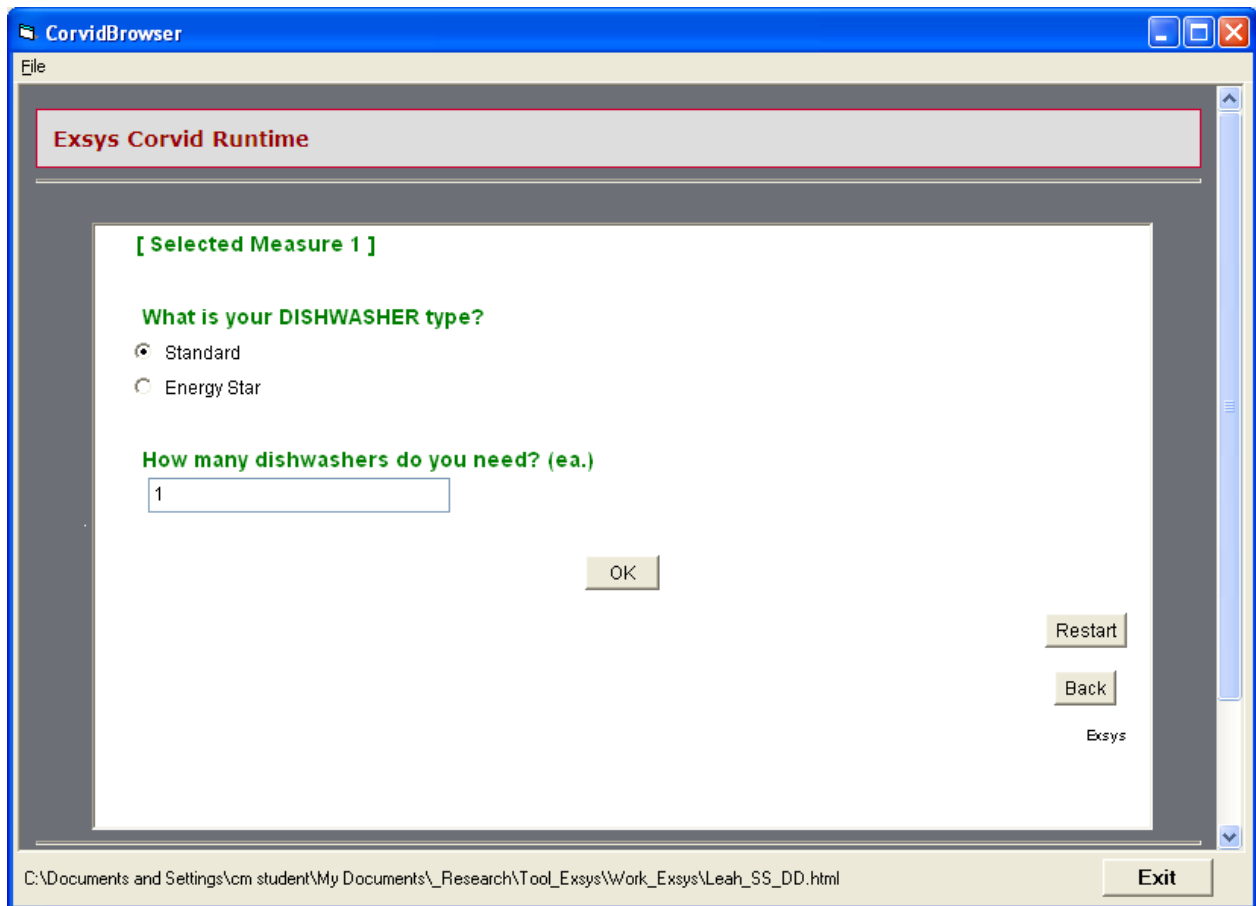 CorvidBrowser
File
Exsys Corvid Runtime
[ Selected Measure 1 ]
What is your DISHWASHER type?
Standard
Energy Star
How many dishwashers do you need? (ea.)
1
OK
Restart
Back
Exsys
C:\Documents and Settings\cm student\My Documents\_Research\Tool_Exsys\Work_Exsys\Leah_SS_DD.html
Exit